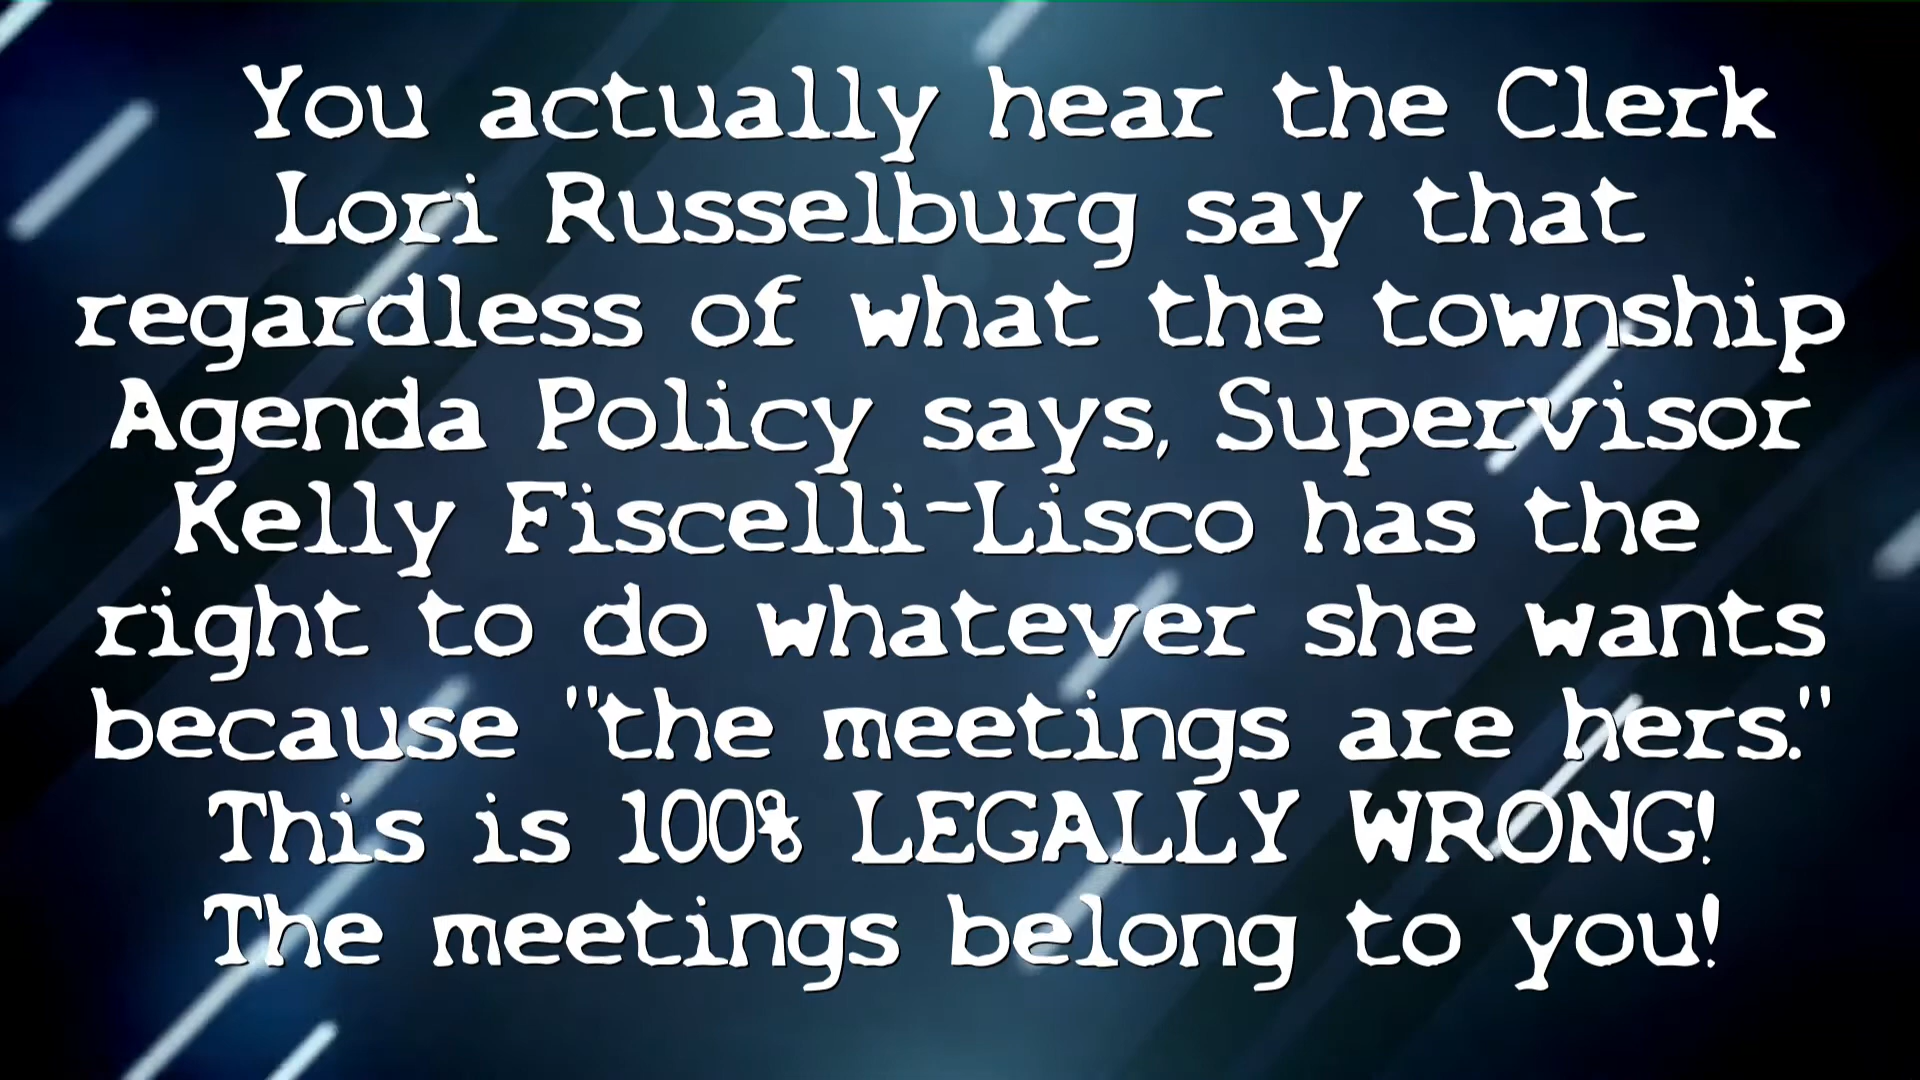 You actually hear the Clerk
Lori Russelburg say that
regardless of what the township
Agenda Policy says, Supervisor
Kelly Fiscelli-Lisco has the
right to do whatever she wants
because "the meetings are hers."
This is 100% LEGALLY WRONG!
The meetings belong to you!